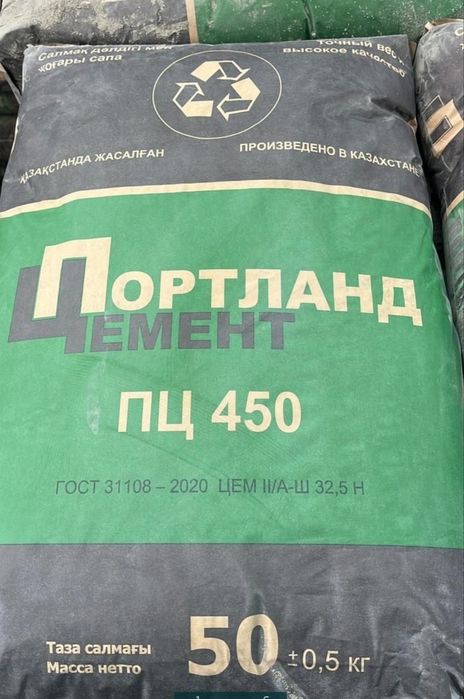 Салмақ дәлдігі мен
жоғары сапа
точный вес и
высокое качество
ҚАЗАҚСТАНДА ЖАСАЛҒАН
ПРОИЗВЕДЕНО В КАЗАХСТАНЕ
ПОРТЛАНД
ЦЕМЕНТ
ПЦ 450
ГОСТ 31108 – 2020 ЦЕМ II/А-Ш 32,5 Н
Таза салмағы
Масса нетто
50 ±0,5 кг